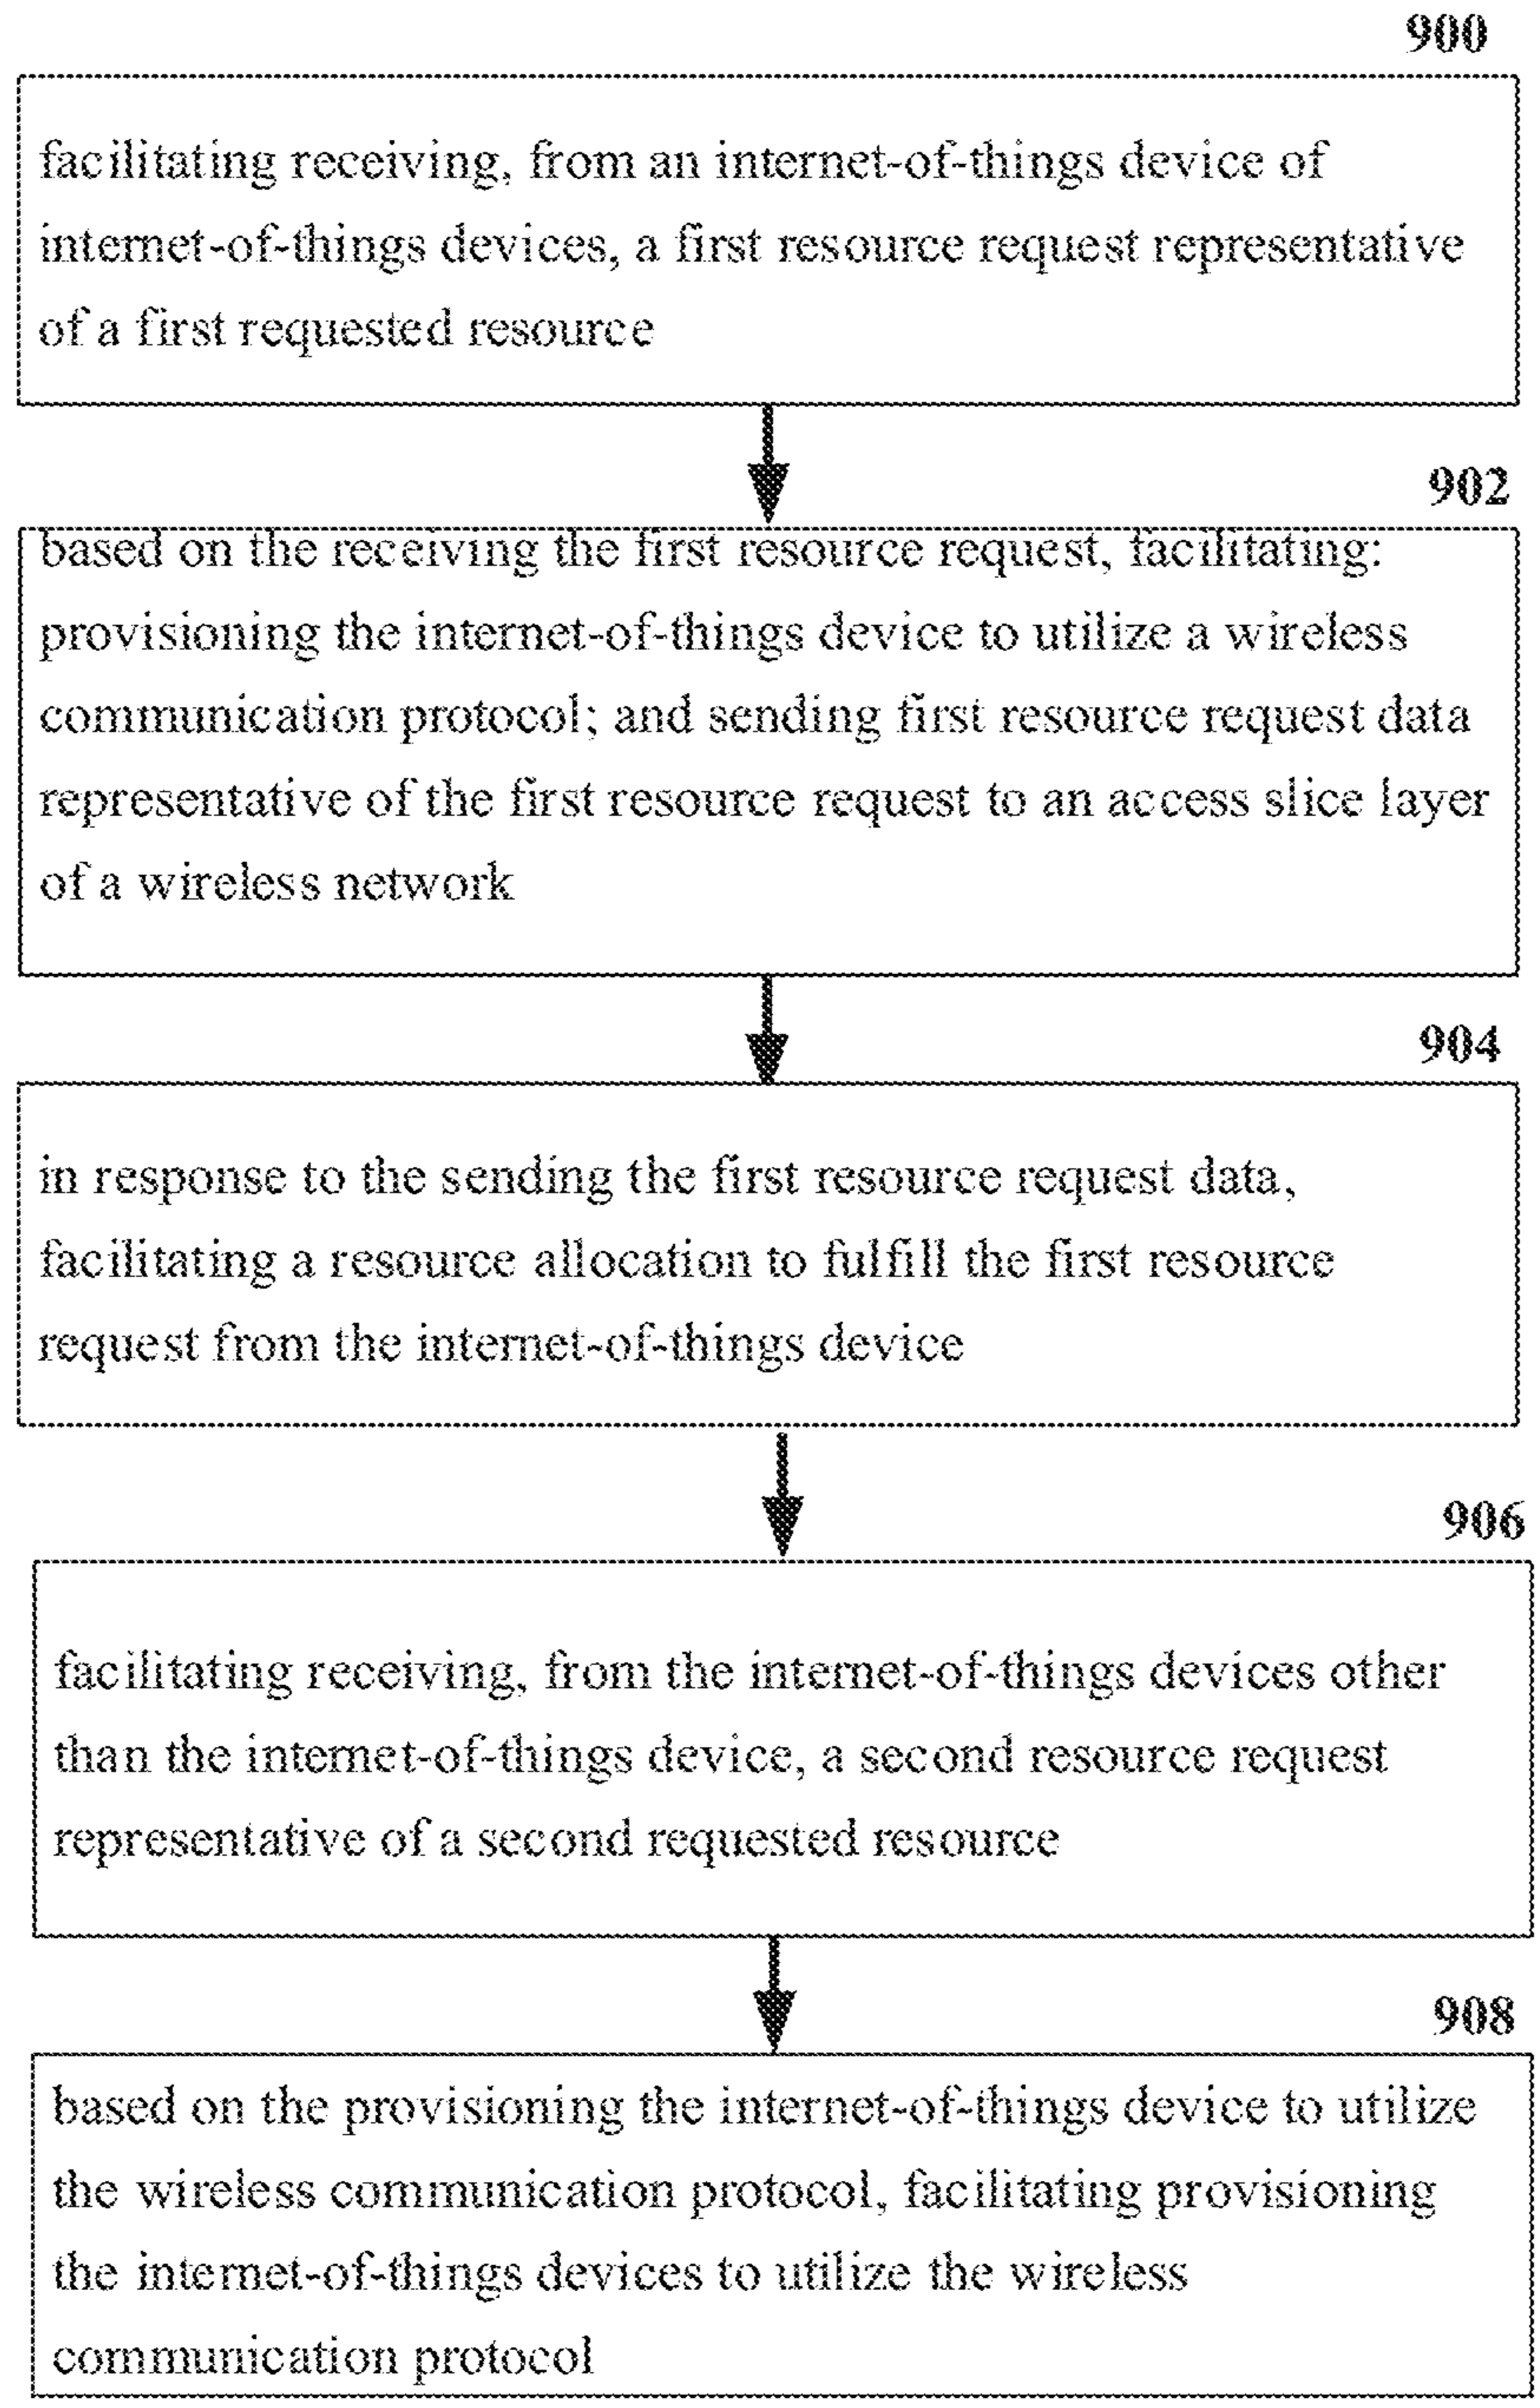 900
facilitating receiving, from an internet-of-things device of
internet-of-things devices, a first resource request representative
of a first requested resource
902
based on the receiving the first resource request, facilitating:
provisioning the internet-of-things device to utilize a wireless
communication protocol; and sending first resource request data
representative of the first resource request to an access slice layer
of a wireless network
904
in response to the sending the first resource request data,
facilitating a resource allocation to fulfill the first resource
request from the internet-of-things device
906
facilitating receiving, from the internet-of-things devices other
than the internet-of-things device, a second resource request
representative of a second requested resource
908
based on the provisioning the internet-of-things device to utilize
the wireless communication protocol, facilitating provisioning
the internet-of-things devices to utilize the wireless
communication protocol